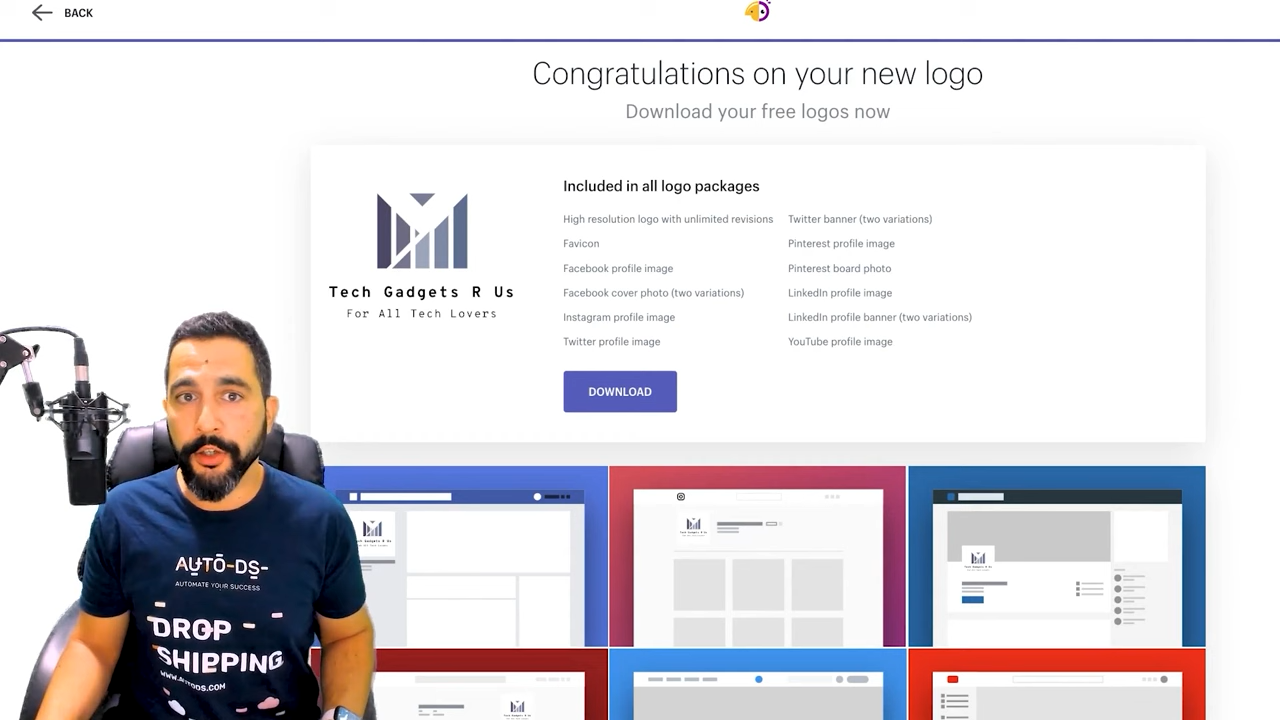 BACK
Congratulations on your new logo
Download your free logos now
Included in all logo packages
High resolution logo with unlimited revisions
Favicon
Facebook profile image
Facebook cover photo (two variations)
Instagram profile image
Twitter profile image
Twitter banner (two variations)
Pinterest profile image
Pinterest board photo
LinkedIn profile image
LinkedIn profile banner (two variations)
YouTube profile image
Tech Gadgets R Us
For All Tech Lovers
DOWNLOAD
AUTO-DS-
AUTOMATE YOUR SUCCESS
DROP
SHIPPING
WWW.AUTODS.COM